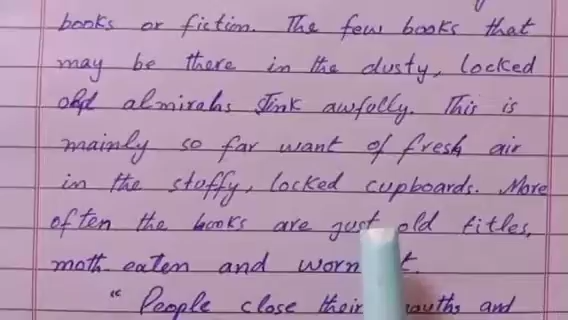 books or fiction. The few books that
may be there in the dusty, locked
old almirahs stink awfully. This is
mainly so far want of fresh air
in the stuffy, locked cupboards. More
often the books are just old titles,
moth-eaten and
" People close their and